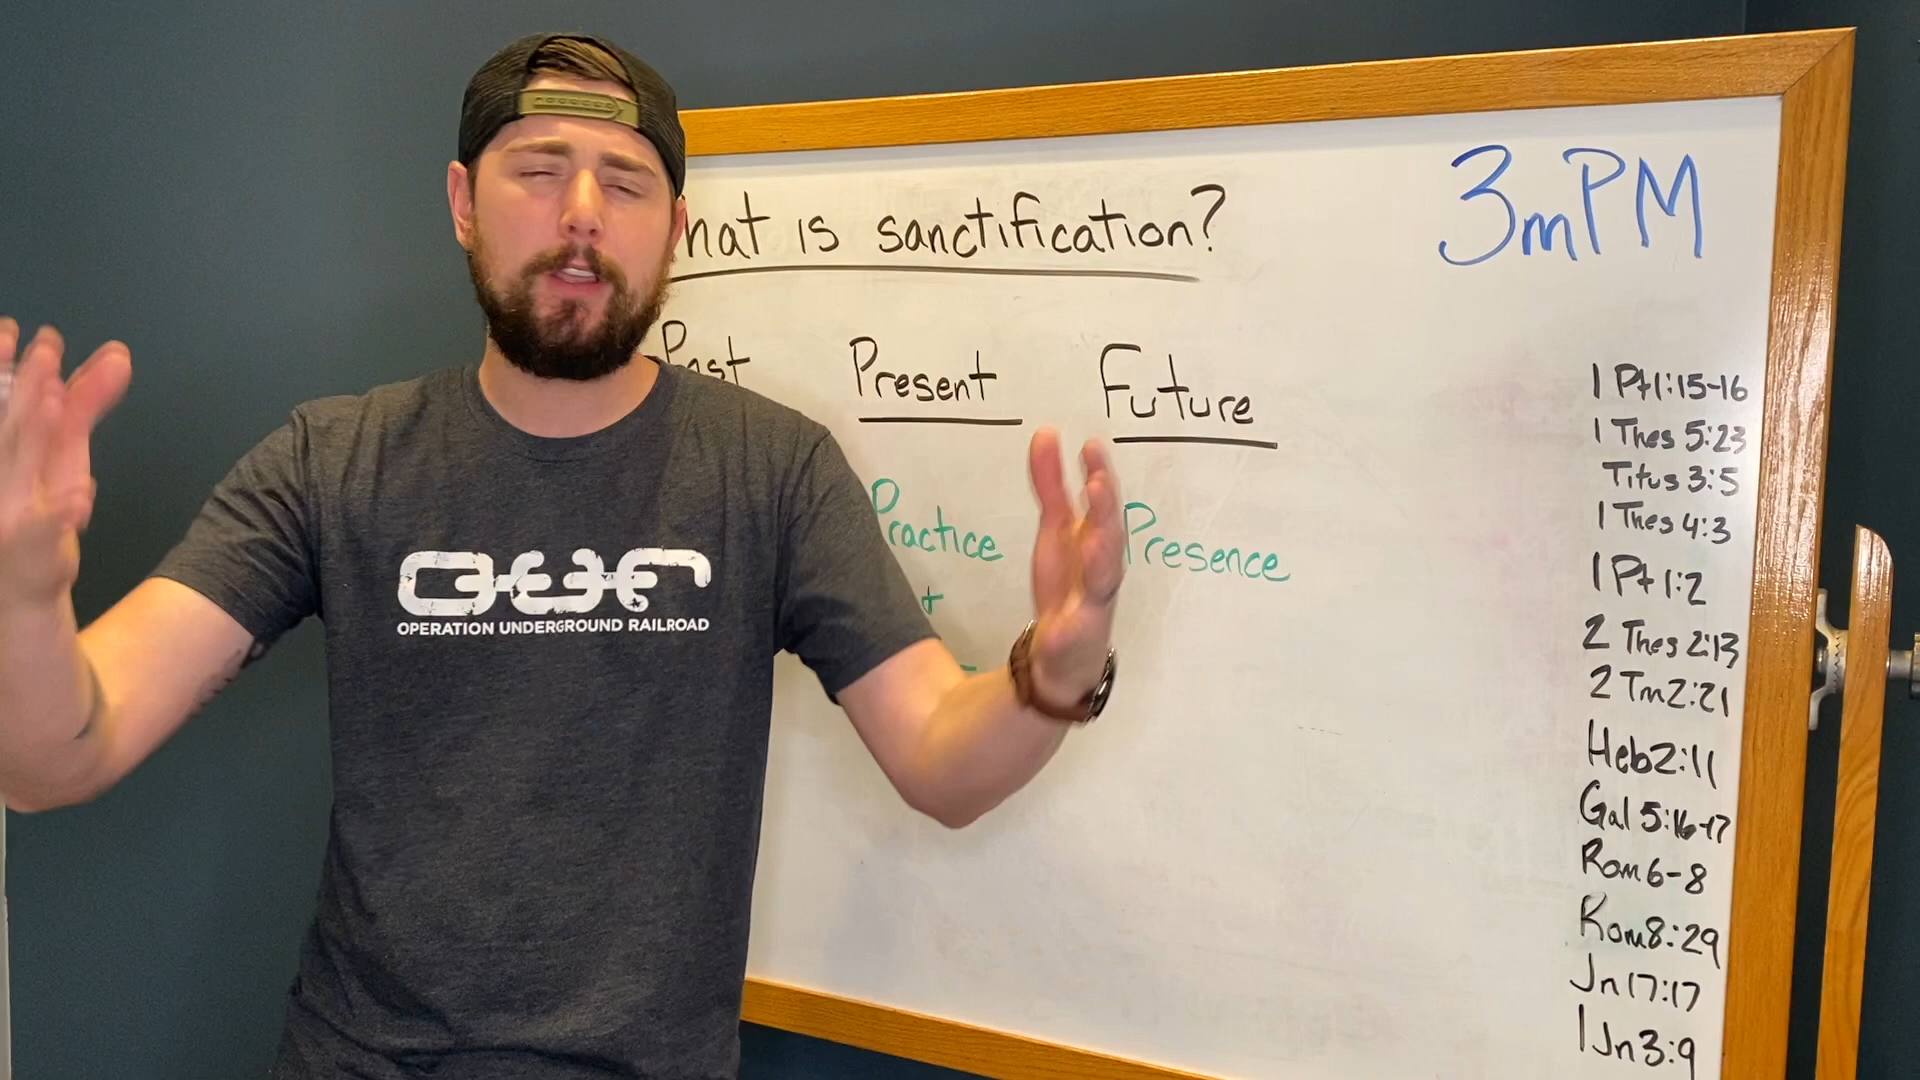 hat is sanctification?
3mPM
Past Present Future
Practice Presence
+
1 Pt 1:15-16
1 Thes 5:23
Titus 3:5
1 Thes 4:3
1 Pt 1:2
2 Thes 2:13
2 Tm 2:21
Heb 2:11
Gal 5:16-17
Rom 6-8
Rom 8:29
Jn 17:17
1 Jn 3:9
OUR
OPERATION UNDERGROUND RAILROAD